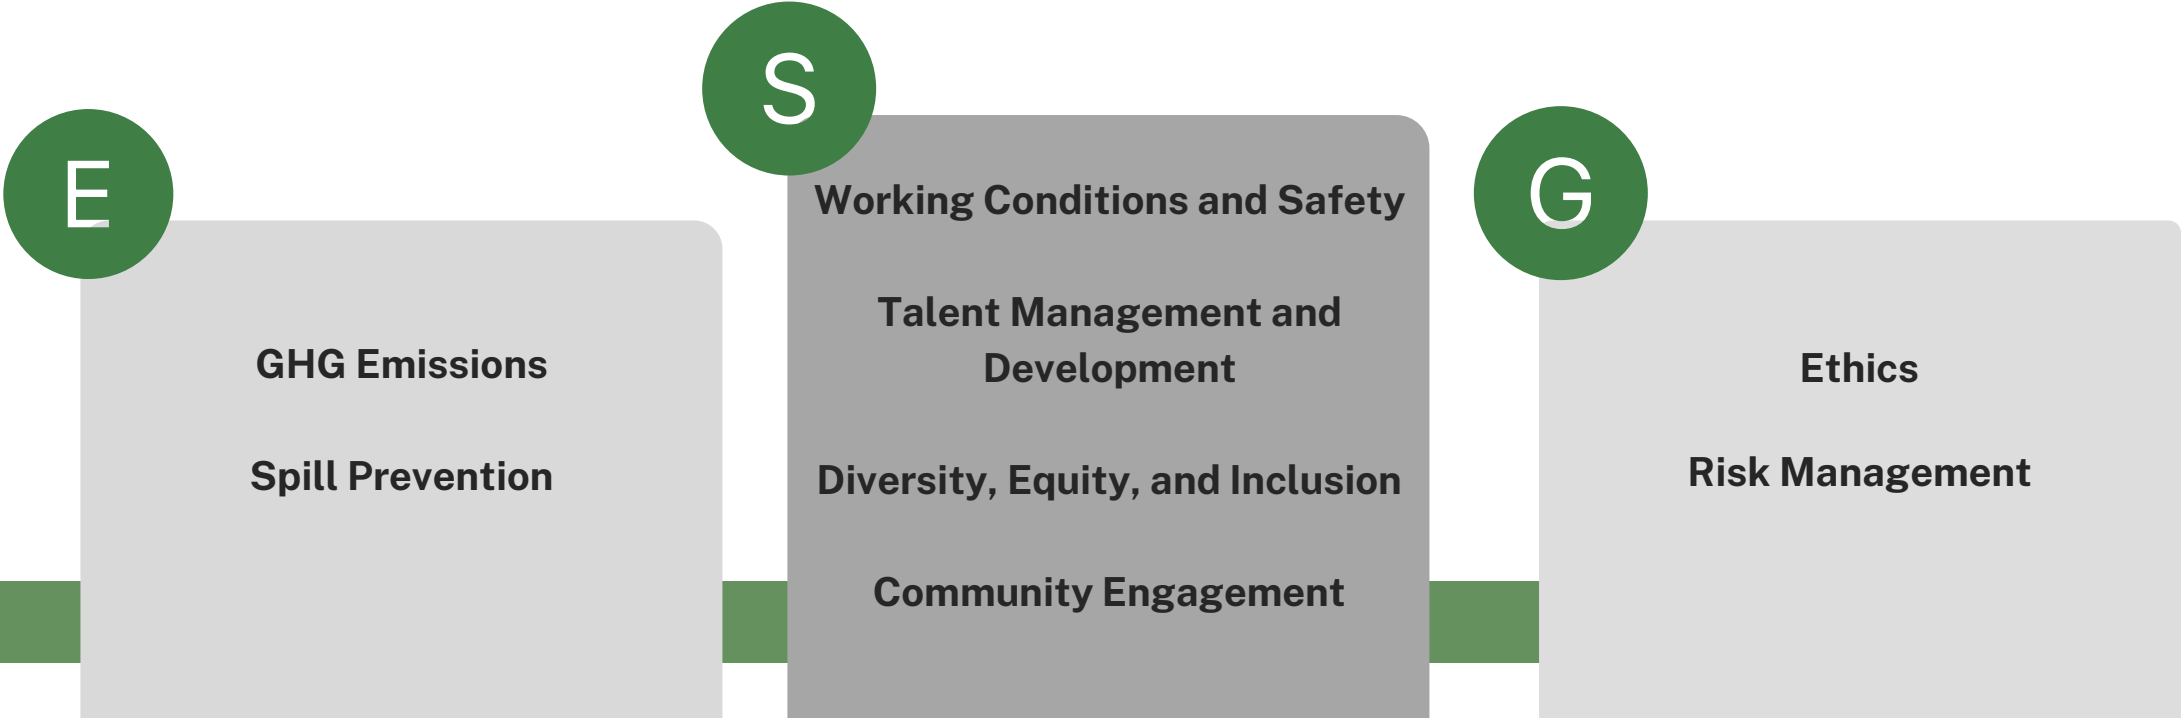 E
GHG Emissions
Spill Prevention
S
Working Conditions and Safety
Talent Management and
Development
Diversity, Equity, and Inclusion
Community Engagement
G
Ethics
Risk Management